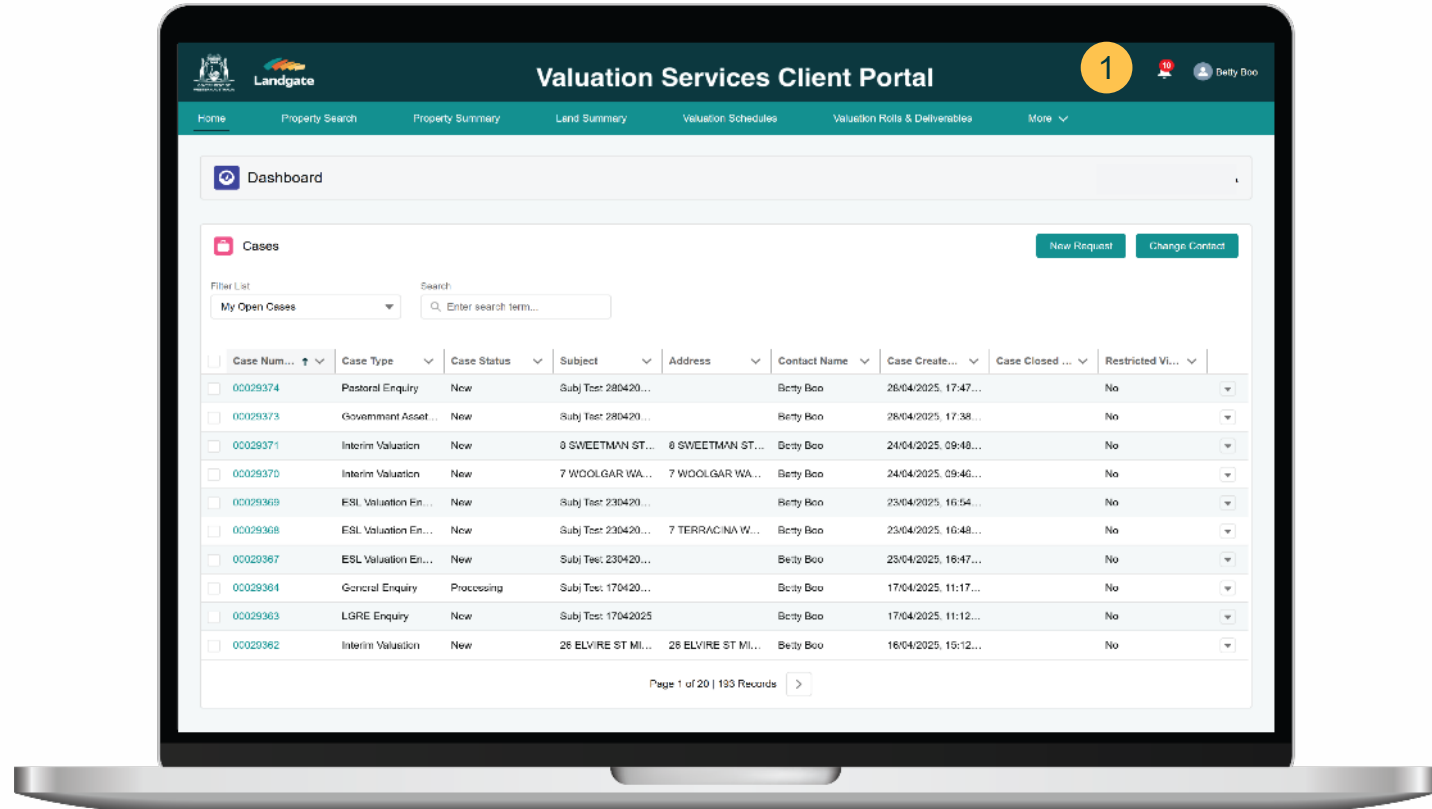 Landgate
Valuation Services Client Portal
1
10
Betty Boo
Home Property Search Property Summary Land Summary Valuation Schedules Valuation Rolls & Deliverables More
Dashboard
Cases
New Request Change Contact
Filter List Search
My Open Cases Enter search term...
Case Num... Case Type Case Status Subject Address Contact Name Case Create... Case Closed ... Restricted Vi...
00029374 Pastoral Enquiry New Subj Test 280420... Betty Boo 28/04/2025, 17:47... No
00029373 Government Asset... New Subj Test 280420... Betty Boo 28/04/2025, 17:38... No
00029371 Interim Valuation New 8 SWEETMAN ST... 8 SWEETMAN ST... Betty Boo 24/04/2025, 09:48... No
00029370 Interim Valuation New 7 WOOLGAR WA... 7 WOOLGAR WA... Betty Boo 24/04/2025, 09:46... No
00029369 ESL Valuation En... New Subj Test 230420... Betty Boo 23/04/2025, 16:54... No
00029368 ESL Valuation En... New Subj Test 230420... 7 TERRACINA W... Betty Boo 23/04/2025, 16:48... No
00029367 ESL Valuation En... New Subj Test 230420... Betty Boo 23/04/2025, 16:47... No
00029364 General Enquiry Processing Subj Test 170420... Betty Boo 17/04/2025, 11:17... No
00029363 LGRE Enquiry New Subj Test 17042025 Betty Boo 17/04/2025, 11:12... No
00029362 Interim Valuation New 26 ELVIRE ST MI... 26 ELVIRE ST MI... Betty Boo 16/04/2025, 15:12... No
Page 1 of 20 | 193 Records